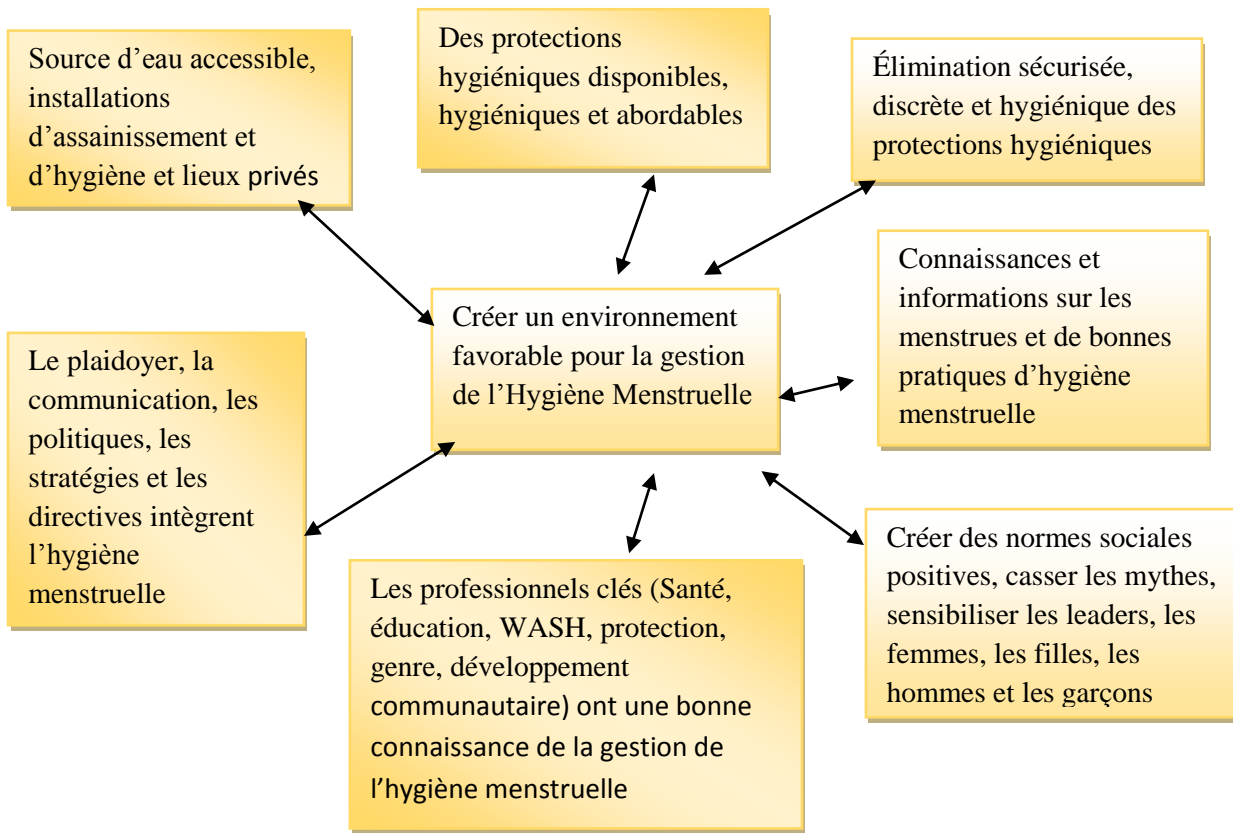 Source d’eau accessible,
installations
d’assainissement et
d’hygiène et lieux privés
Des protections
hygiéniques disponibles,
hygiéniques et abordables
Élimination sécurisée,
discrète et hygiénique des
protections hygiéniques
Créer un environnement
favorable pour la gestion
de l’Hygiène Menstruelle
Connaissances et
informations sur les
menstrues et de bonnes
pratiques d’hygiène
menstruelle
Le plaidoyer, la
communication, les
politiques, les
stratégies et les
directives intègrent
l’hygiène
menstruelle
Les professionnels clés (Santé,
éducation, WASH, protection,
genre, développement
communautaire) ont une bonne
connaissance de la gestion de
l’hygiène menstruelle
Créer des normes sociales
positives, casser les mythes,
sensibiliser les leaders, les
femmes, les filles, les
hommes et les garçons